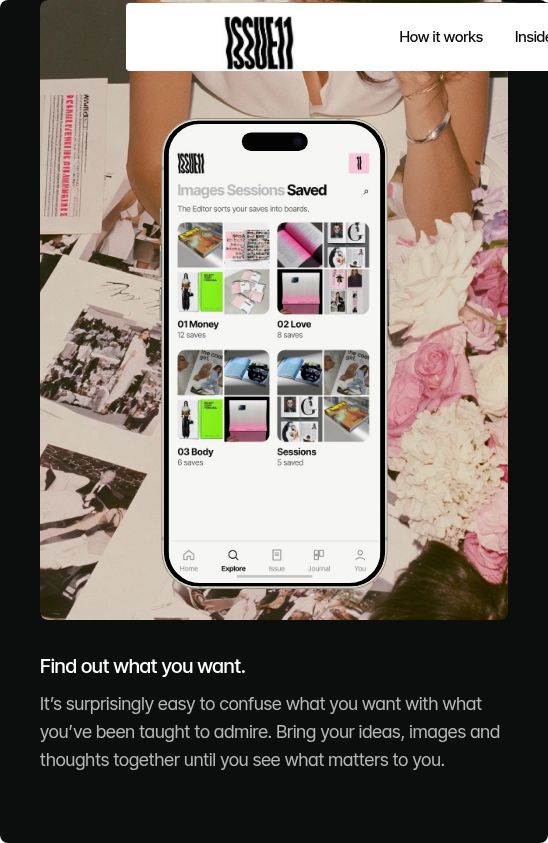 ISSUE11
How it works
Inside
ISSUE11
11
Images Sessions Saved
The Editor sorts your saves into boards.
01 Money
12 saves
02 Love
8 saves
03 Body
6 saves
Sessions
5 saved
Home
Explore
Issue
Journal
You
Find out what you want.
It’s surprisingly easy to confuse what you want with what
you’ve been taught to admire. Bring your ideas, images and
thoughts together until you see what matters to you.